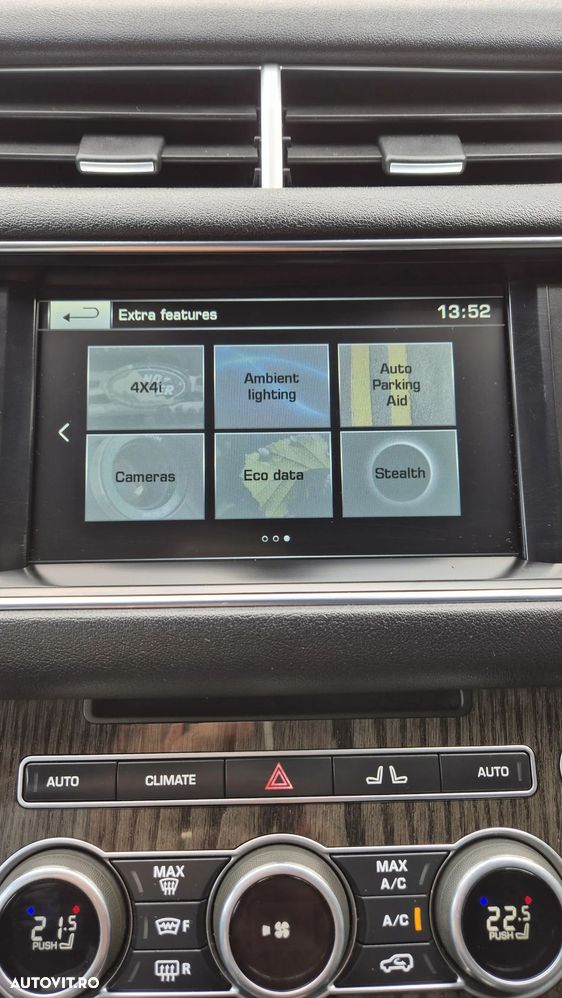 Extra features
13:52
4X4i
Ambient
lighting
Auto
Parking
Aid
Cameras
Eco data
Stealth
AUTO
CLIMATE
AUTO
MAX
MAX
A/C
F
A/C
21.5
PUSH
22.5
PUSH
R
AUTOVIT.RO